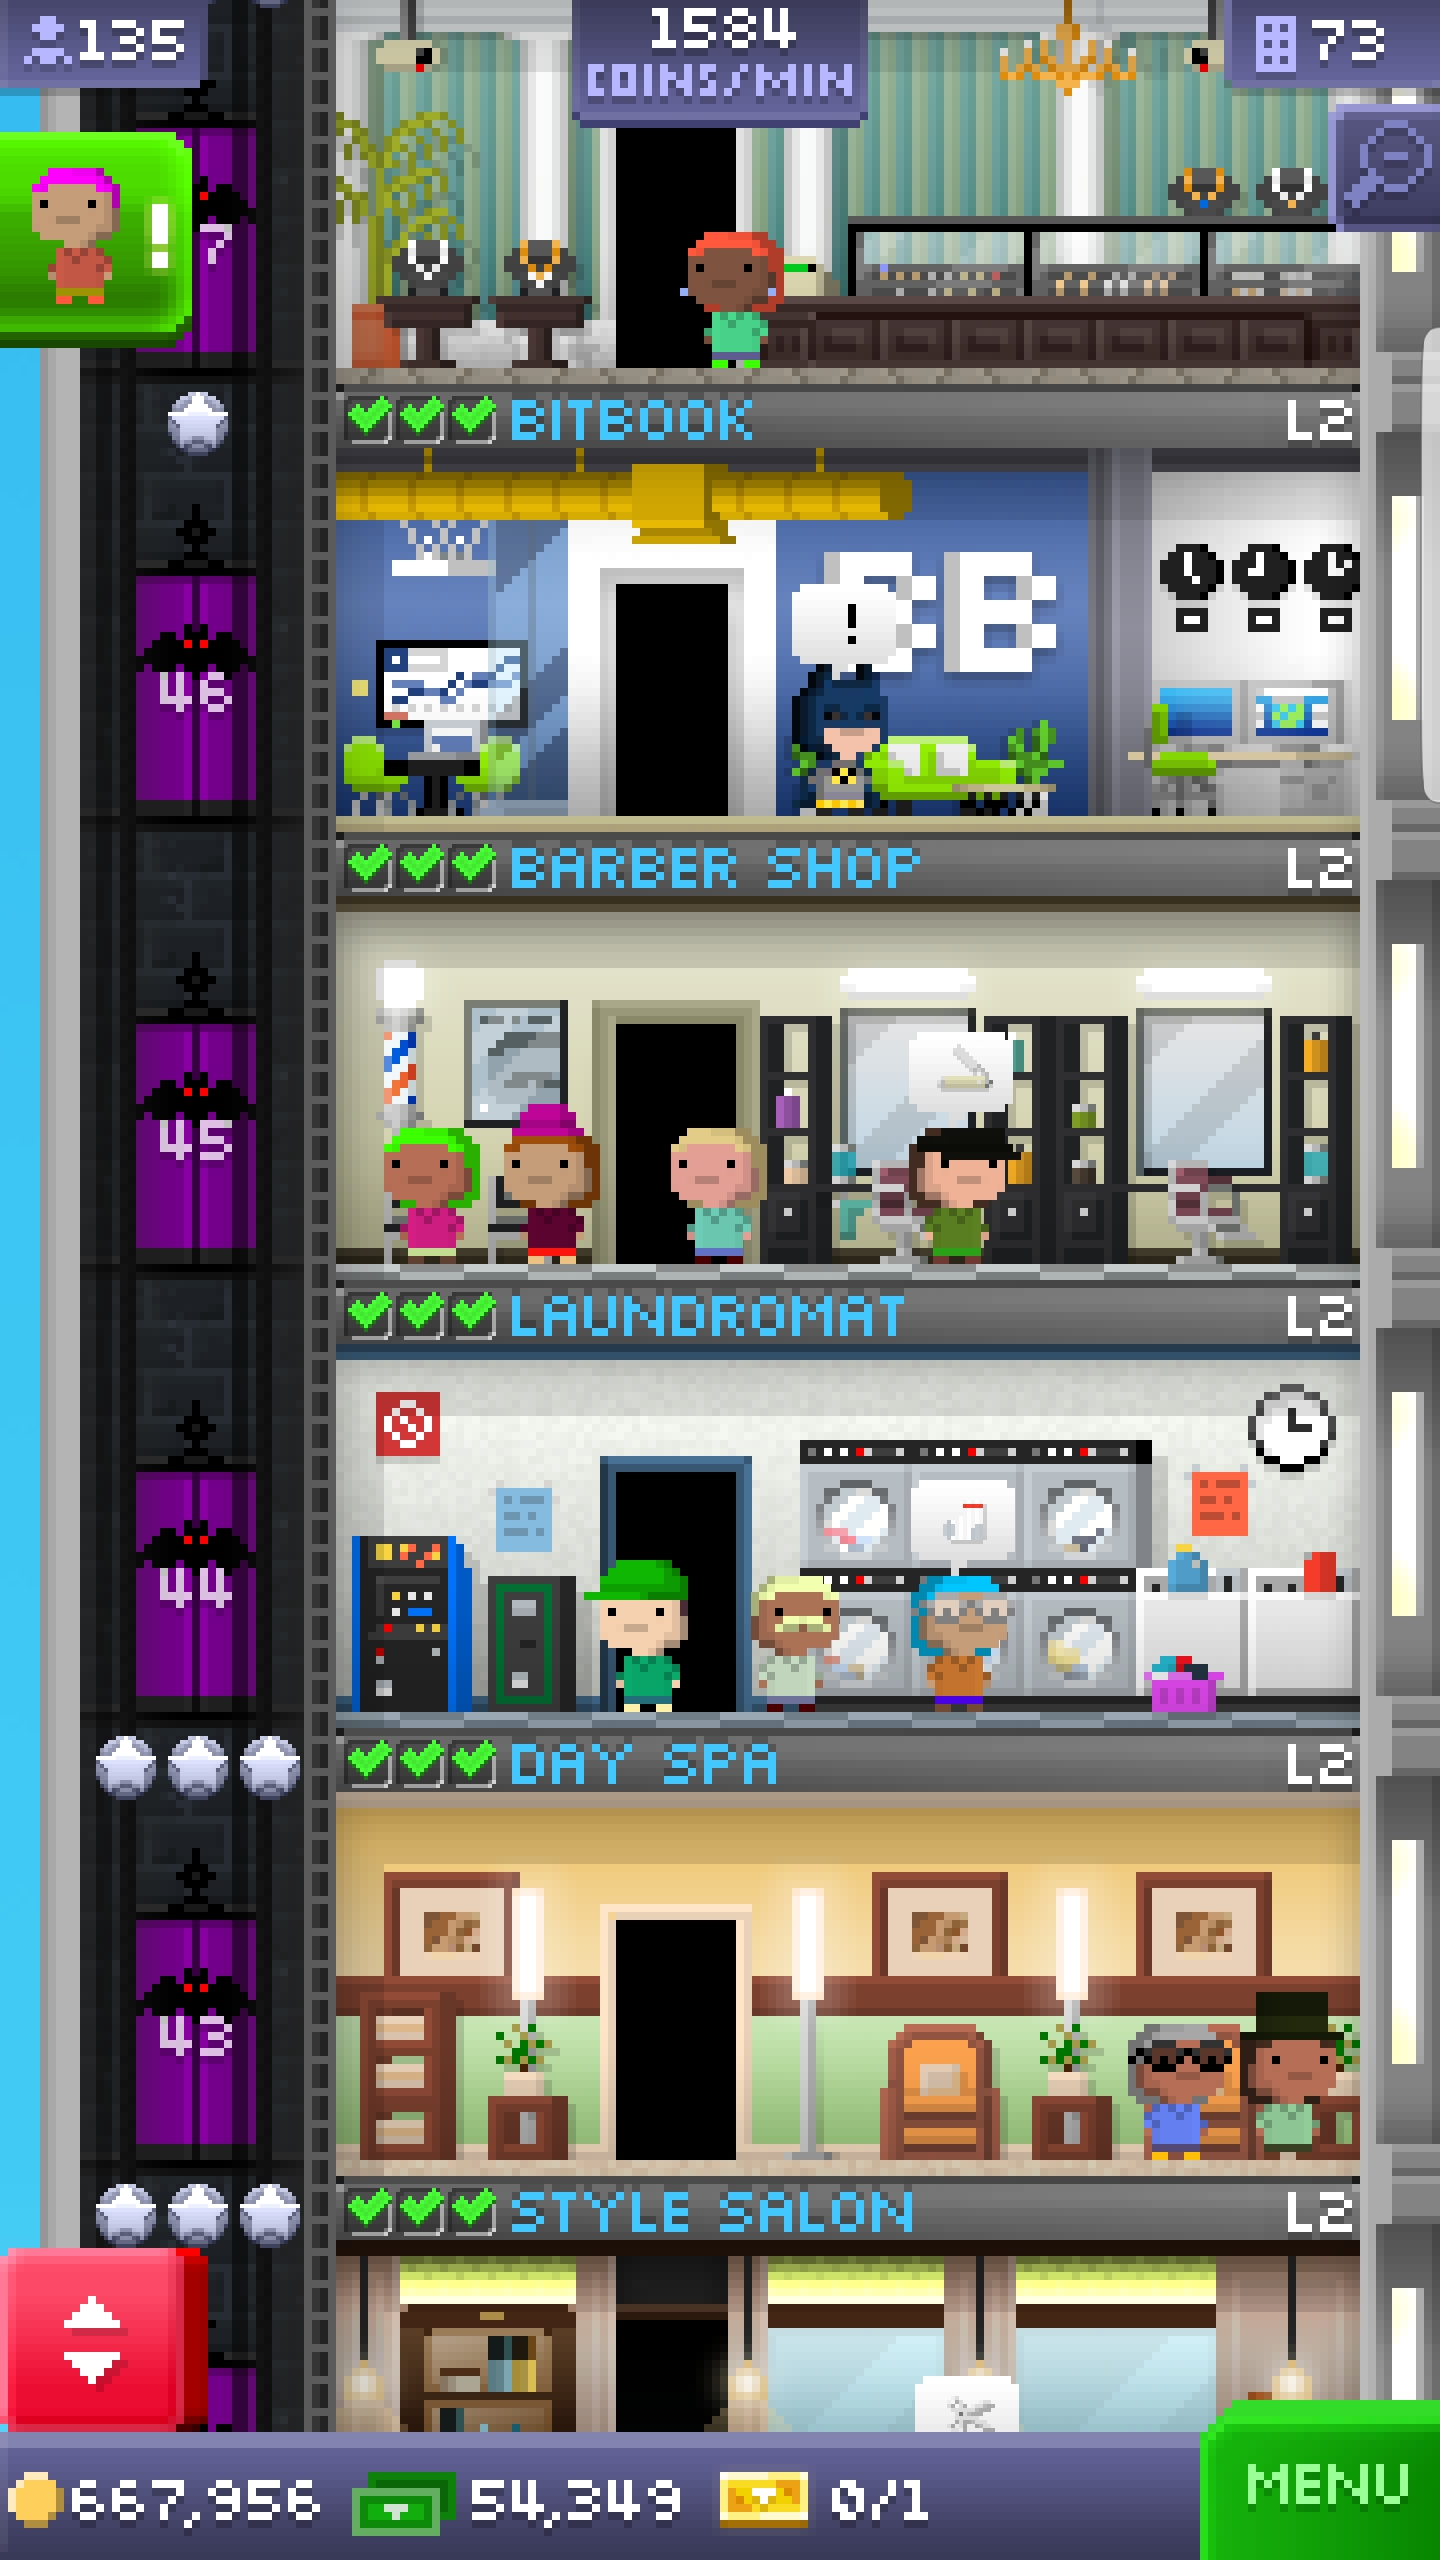 135
1584
COINS/MIN
73
!
?
BITBOOK
L2
!
B
46
BARBER SHOP
L2
45
LAUNDROMAT
L2
44
DAY SPA
L2
43
STYLE SALON
L2
667,956
54,349
0/1
MENU